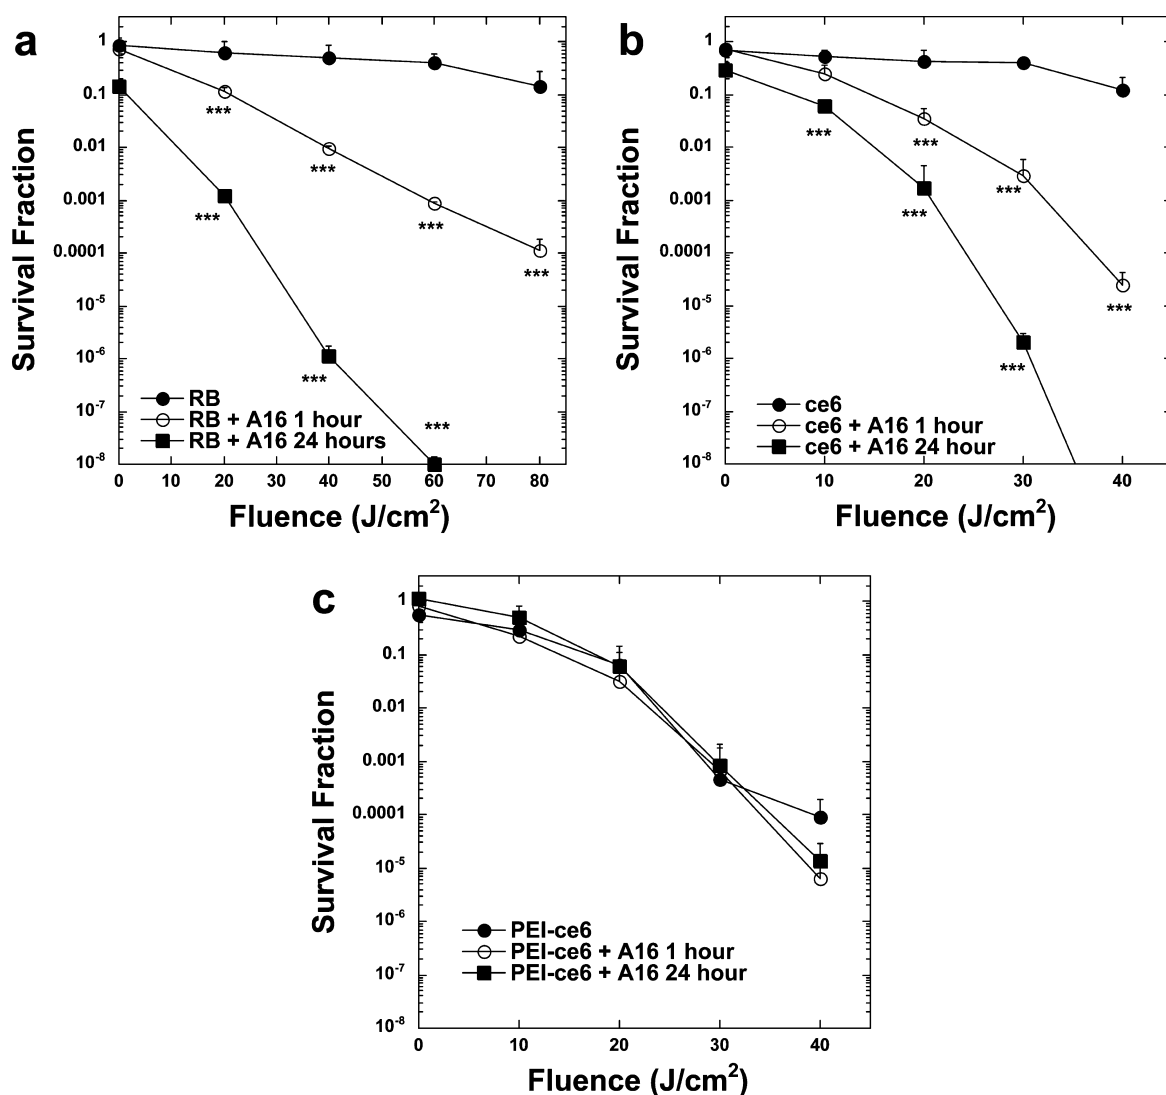 a
Survival Fraction
1
0.1
0.01
0.001
0.0001
10-5
10-6
10-7
10-8
***
***
***
***
***
***
***
RB
RB + A16 1 hour
RB + A16 24 hours
0 10 20 30 40 50 60 70 80
Fluence (J/cm2)
b
Survival Fraction
1
0.1
0.01
0.001
0.0001
10-5
10-6
10-7
10-8
***
***
***
***
***
***
ce6
ce6 + A16 1 hour
ce6 + A16 24 hour
0 10 20 30 40
Fluence (J/cm2)
c
Survival Fraction
1
0.1
0.01
0.001
0.0001
10-5
10-6
10-7
10-8
PEI-ce6
PEI-ce6 + A16 1 hour
PEI-ce6 + A16 24 hour
0 10 20 30 40
Fluence (J/cm2)